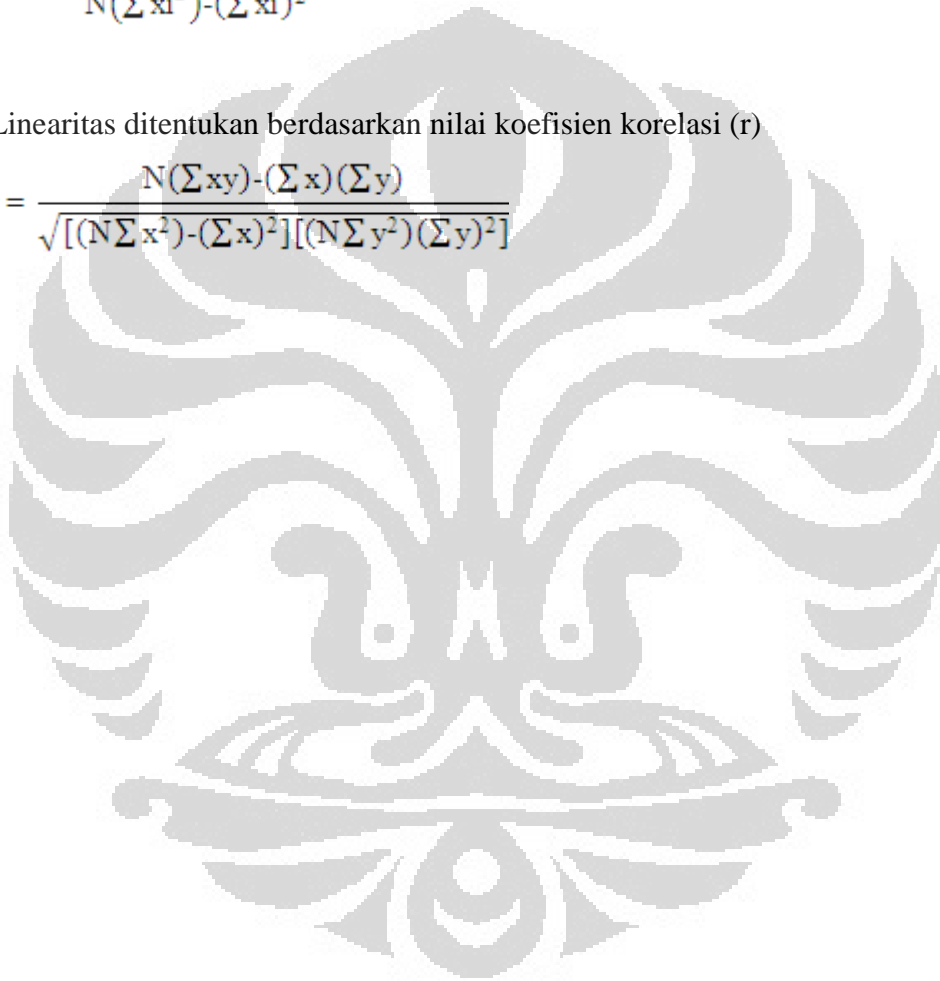 N(∑ xi²)-(∑ xi)²
Linearitas ditentukan berdasarkan nilai koefisien korelasi (r)
= N(∑xy)-(∑x)(∑y)
√[(N∑x²)-(∑x)²][(N∑y²)(∑y)²]